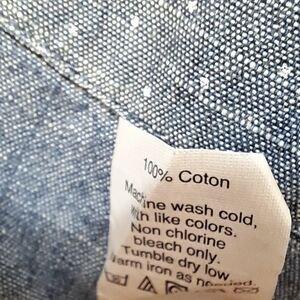 100% Coton
Machine wash cold,
With like colors.
Non chlorine
bleach only.
Tumble dry low
Warm iron as needed.